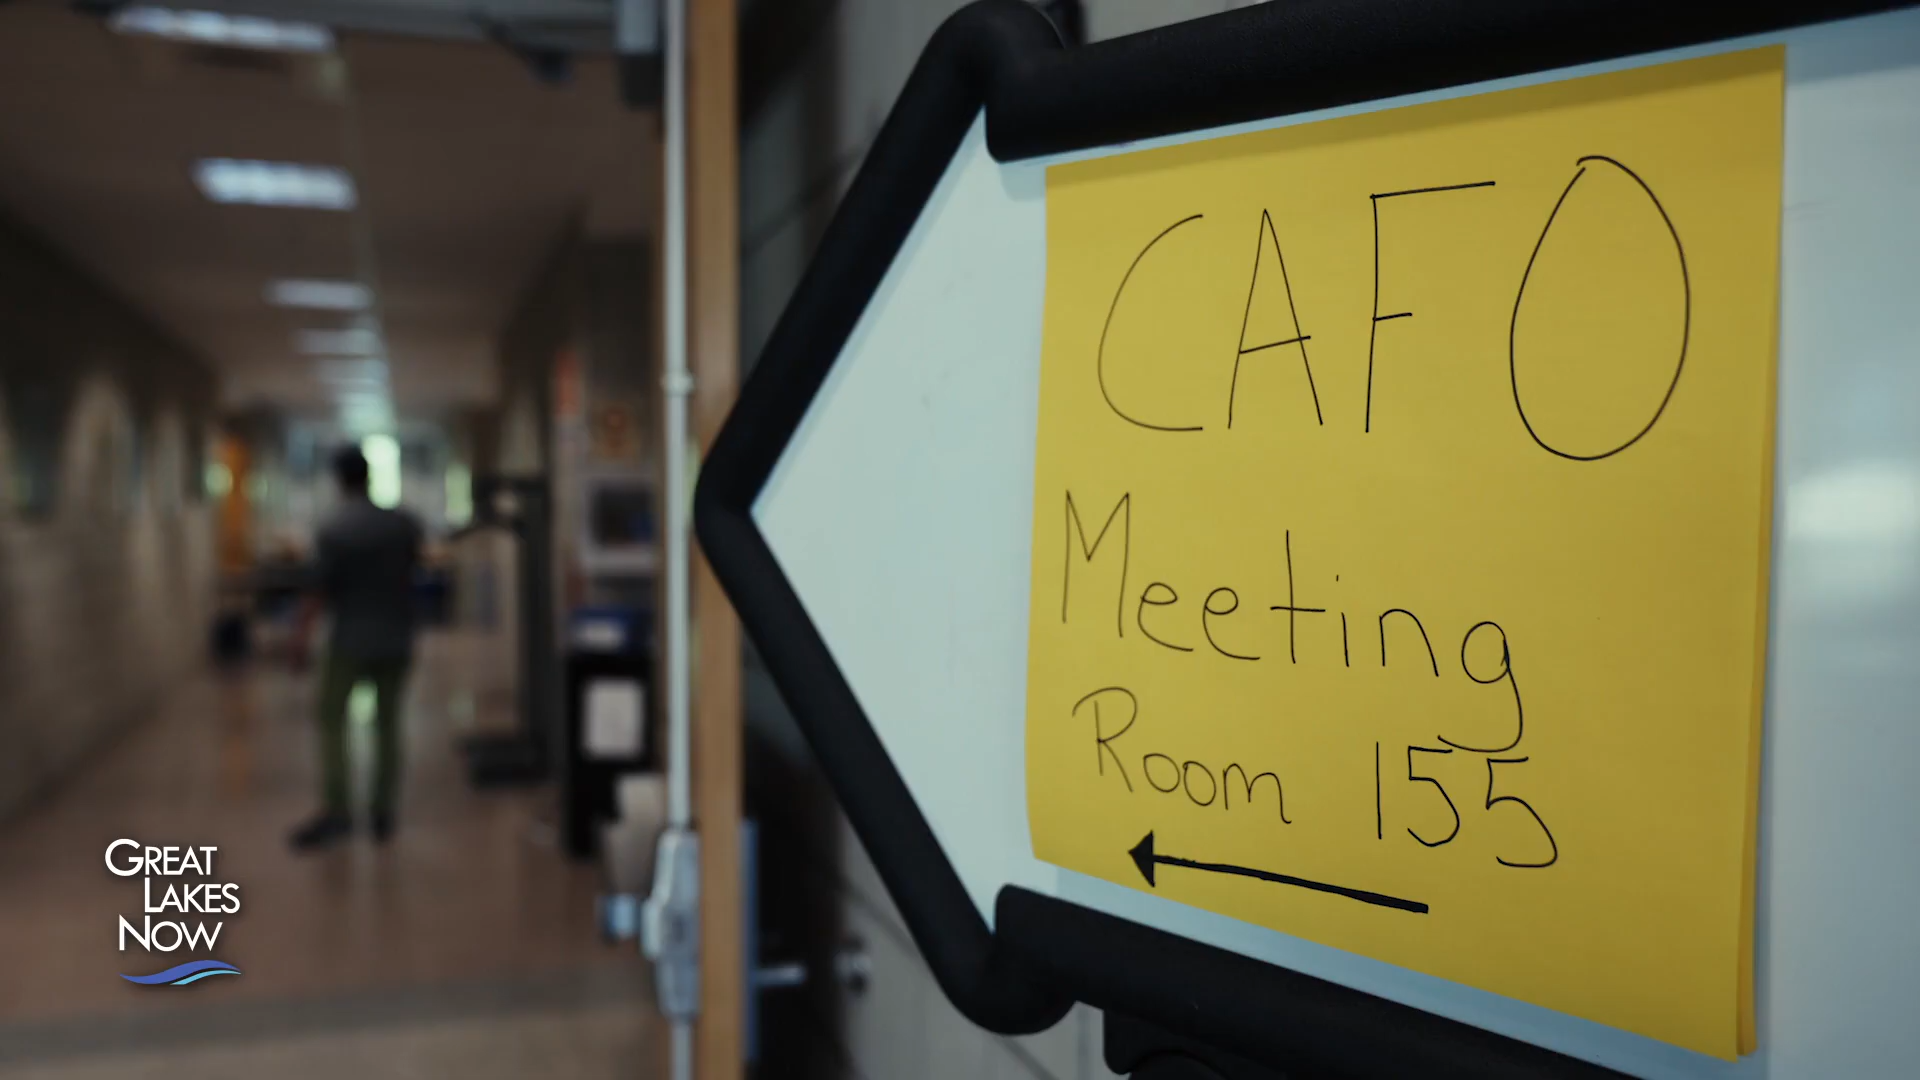 CAFO
Meeting
Room 155
GREAT
LAKES
NOW